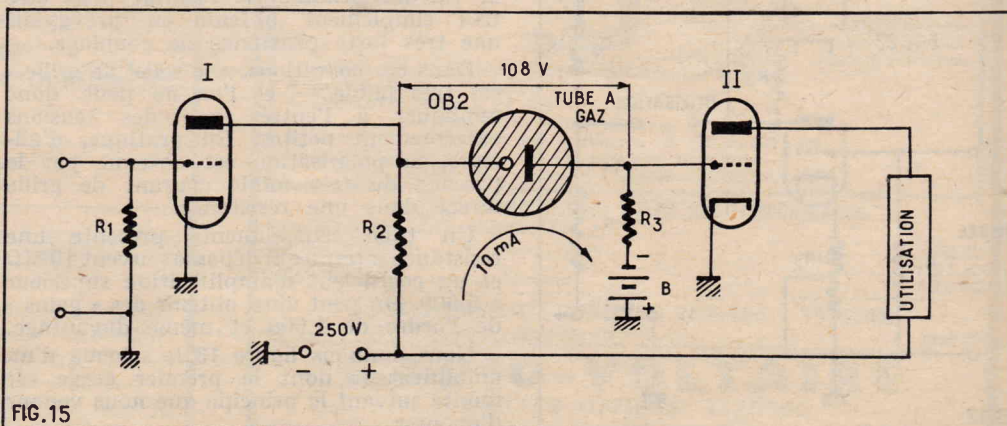 I
108 V
II
OB2
TUBE A
GAZ
R1
R2
10 mA
R3
−
B
+
UTILISATION
250V
− +
FIG.15